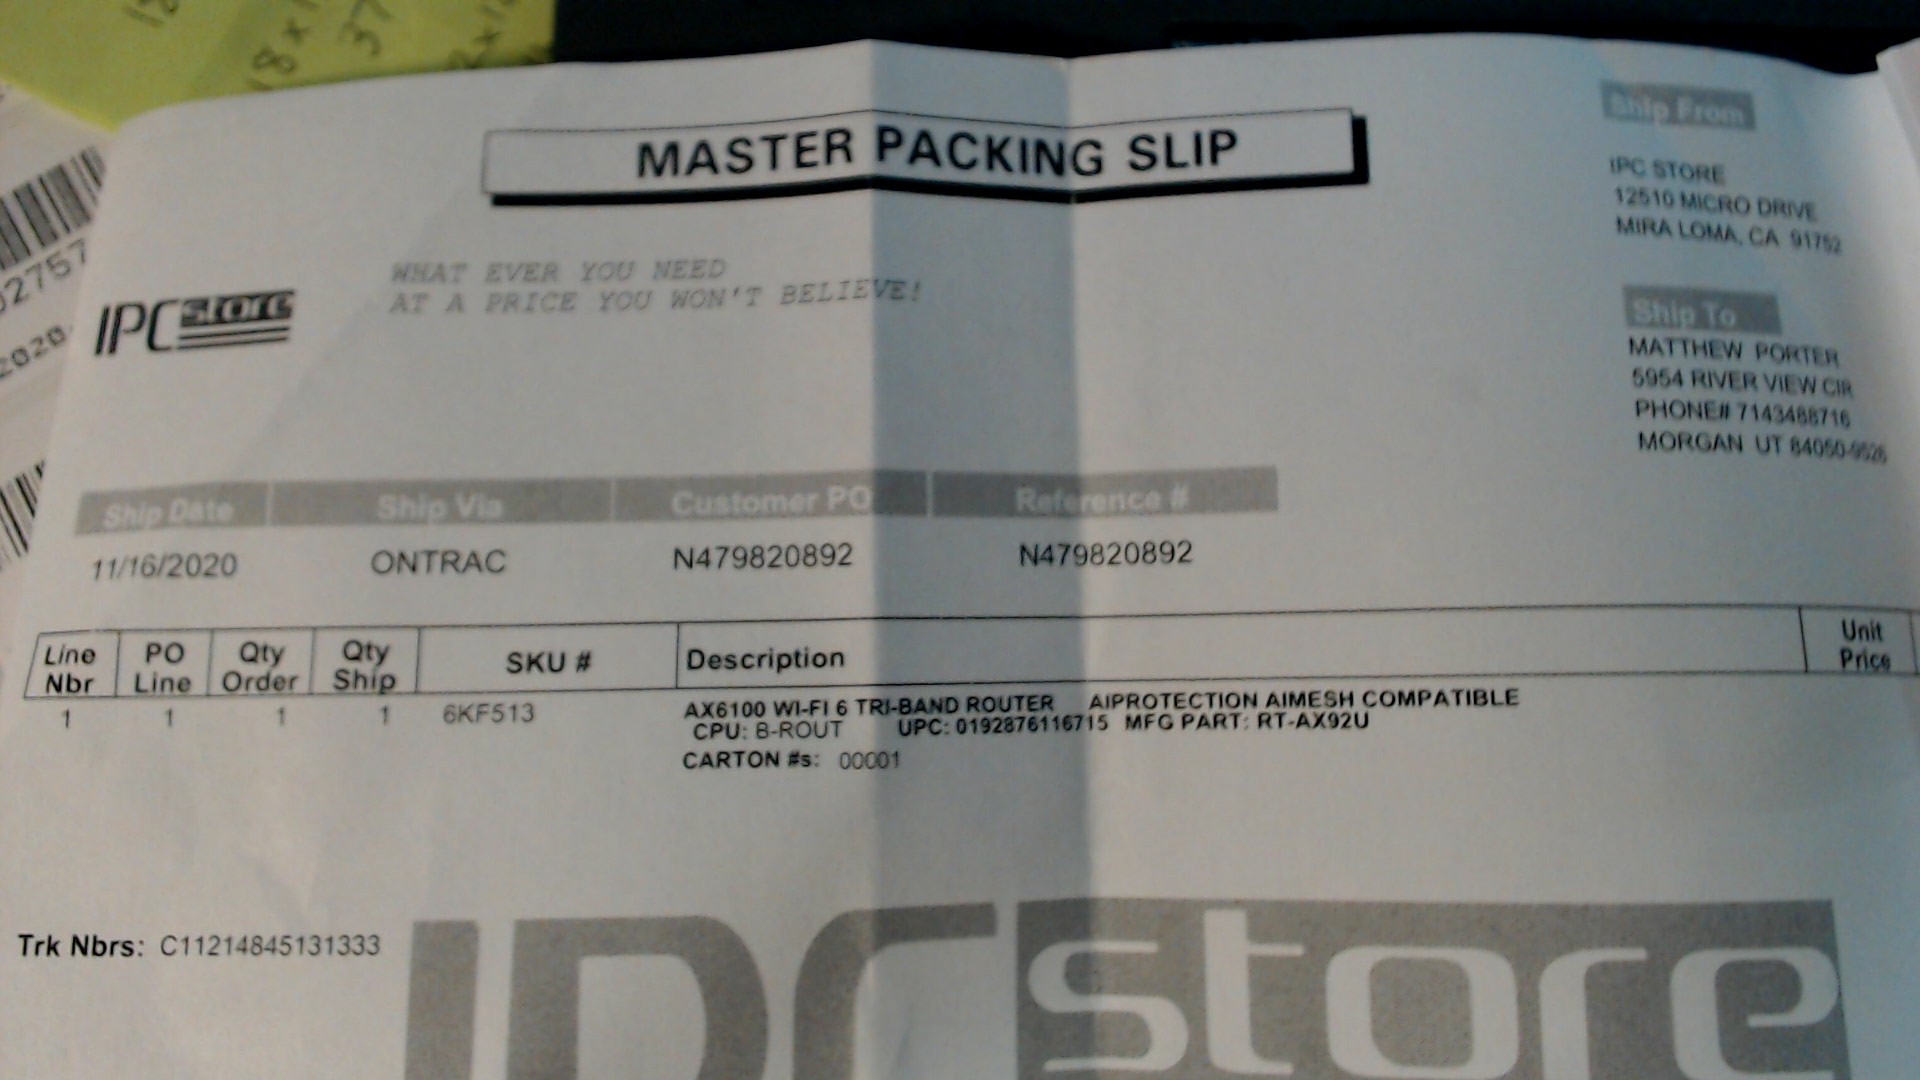 MASTER PACKING SLIP
Ship From
IPC STORE
12510 MICRO DRIVE
MIRA LOMA, CA 91752
WHAT EVER YOU NEED
AT A PRICE YOU WON'T BELIEVE!
IPC store
Ship To
MATTHEW PORTER
5954 RIVER VIEW CIR
PHONE# 7143488716
MORGAN UT 84050-9526
Ship Date Ship Via Customer PO Reference #
11/16/2020 ONTRAC N479820892 N479820892
Line Nbr PO Line Qty Order Qty Ship SKU # Description Unit Price
1 1 1 1 6KF513 AX6100 WI-FI 6 TRI-BAND ROUTER AIPROTECTION AIMESH COMPATIBLE
CPU: B-ROUT UPC: 0192876116715 MFG PART: RT-AX92U
CARTON #s: 00001
Trk Nbrs: C11214845131333
IPC store